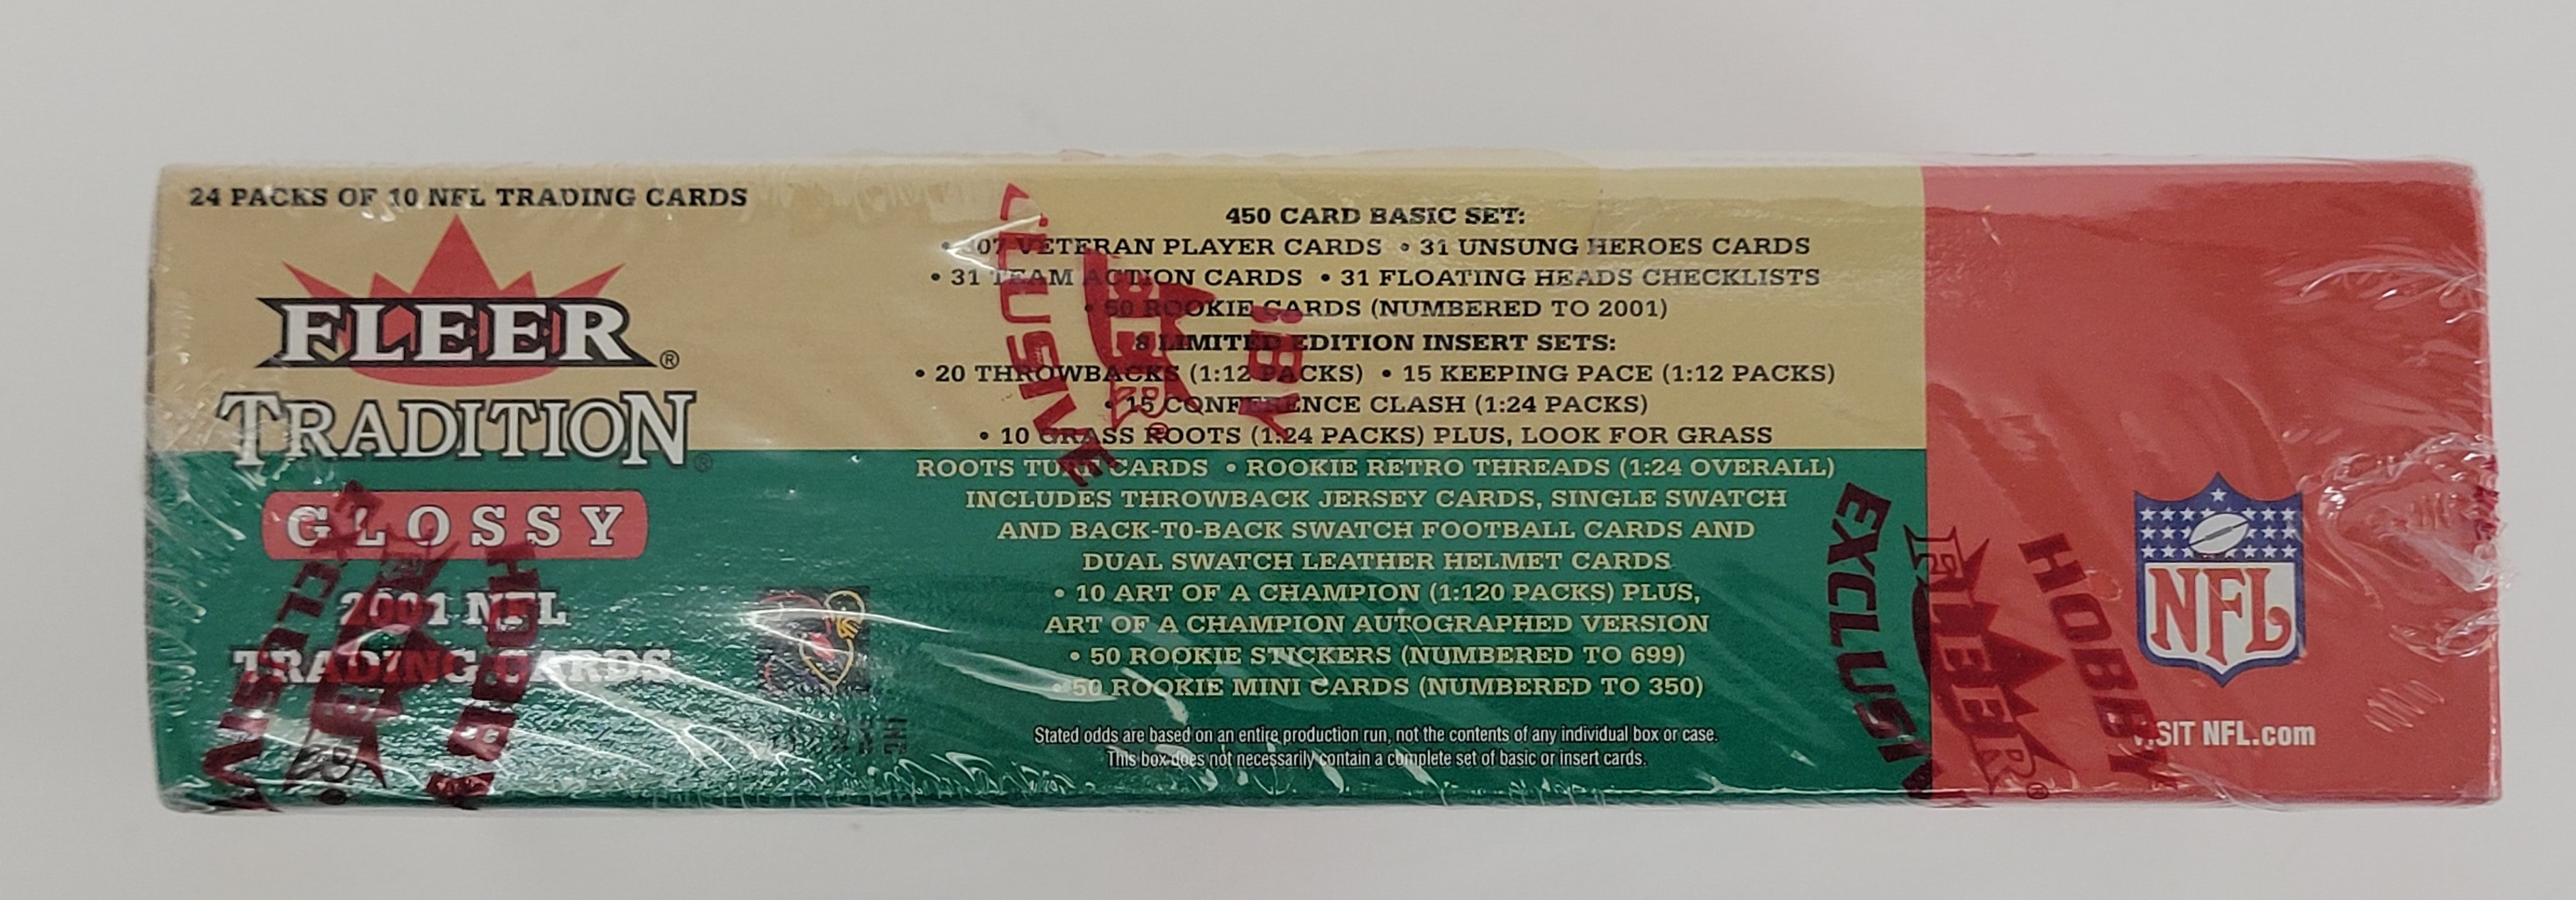 24 PACKS OF 10 NFL TRADING CARDS
FLEER®
TRADITION®
GLOSSY
2001 NFL
TRADING CARDS
450 CARD BASIC SET:
• 307 VETERAN PLAYER CARDS • 31 UNSUNG HEROES CARDS
• 31 TEAM ACTION CARDS • 31 FLOATING HEADS CHECKLISTS
• 50 ROOKIE CARDS (NUMBERED TO 2001)
8 LIMITED EDITION INSERT SETS:
• 20 THROWBACKS (1:12 PACKS) • 15 KEEPING PACE (1:12 PACKS)
• 15 CONFERENCE CLASH (1:24 PACKS)
• 10 GRASS ROOTS (1:24 PACKS) PLUS, LOOK FOR GRASS
ROOTS TURF CARDS • ROOKIE RETRO THREADS (1:24 OVERALL)
INCLUDES THROWBACK JERSEY CARDS, SINGLE SWATCH
AND BACK-TO-BACK SWATCH FOOTBALL CARDS AND
DUAL SWATCH LEATHER HELMET CARDS
• 10 ART OF A CHAMPION (1:120 PACKS) PLUS,
ART OF A CHAMPION AUTOGRAPHED VERSION
• 50 ROOKIE STICKERS (NUMBERED TO 699)
• 50 ROOKIE MINI CARDS (NUMBERED TO 350)
Stated odds are based on an entire production run, not the contents of any individual box or case.
This box does not necessarily contain a complete set of basic or insert cards.
HOBBY
FLEER®
EXCLUSIV
NFL
VISIT NFL.com